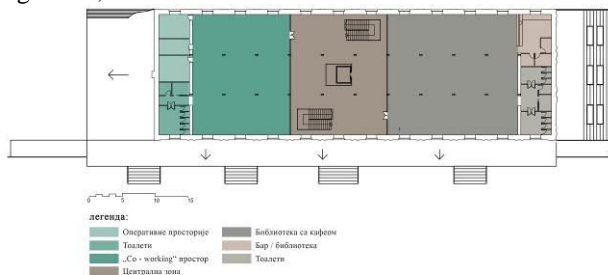 0 5 10 15
легенда:
Оперативне просторије
Тоалети
„Co - working“ простор
Централна зона
Библиотека са кафеом
Бар / библиотека
Тоалети